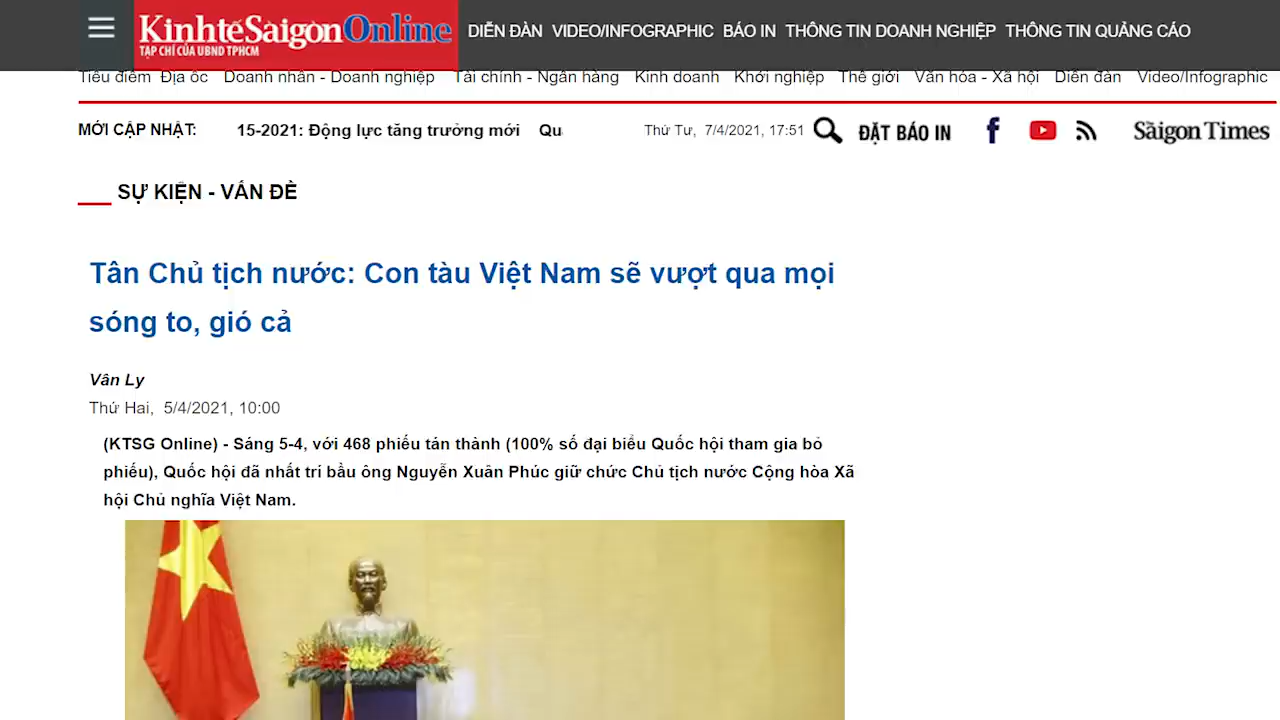 KinhtếSaigonOnline
TẠP CHÍ CỦA UBND TPHCM
DIỄN ĐÀN VIDEO/INFOGRAPHIC BÁO IN THÔNG TIN DOANH NGHIỆP THÔNG TIN QUẢNG CÁO
Tiêu điểm Địa ốc Doanh nhân - Doanh nghiệp Tài chính - Ngân hàng Kinh doanh Khởi nghiệp Thế giới Văn hóa - Xã hội Diễn đàn Video/Infographic
MỚI CẬP NHẬT: 15-2021: Động lực tăng trưởng mới Qu Thứ Tư, 7/4/2021, 17:51 ĐẶT BÁO IN Saigon Times
SỰ KIỆN - VẤN ĐỀ
Tân Chủ tịch nước: Con tàu Việt Nam sẽ vượt qua mọi
sóng to, gió cả
Vân Ly
Thứ Hai, 5/4/2021, 10:00
(KTSG Online) - Sáng 5-4, với 468 phiếu tán thành (100% số đại biểu Quốc hội tham gia bỏ
phiếu), Quốc hội đã nhất trí bầu ông Nguyễn Xuân Phúc giữ chức Chủ tịch nước Cộng hòa Xã
hội Chủ nghĩa Việt Nam.